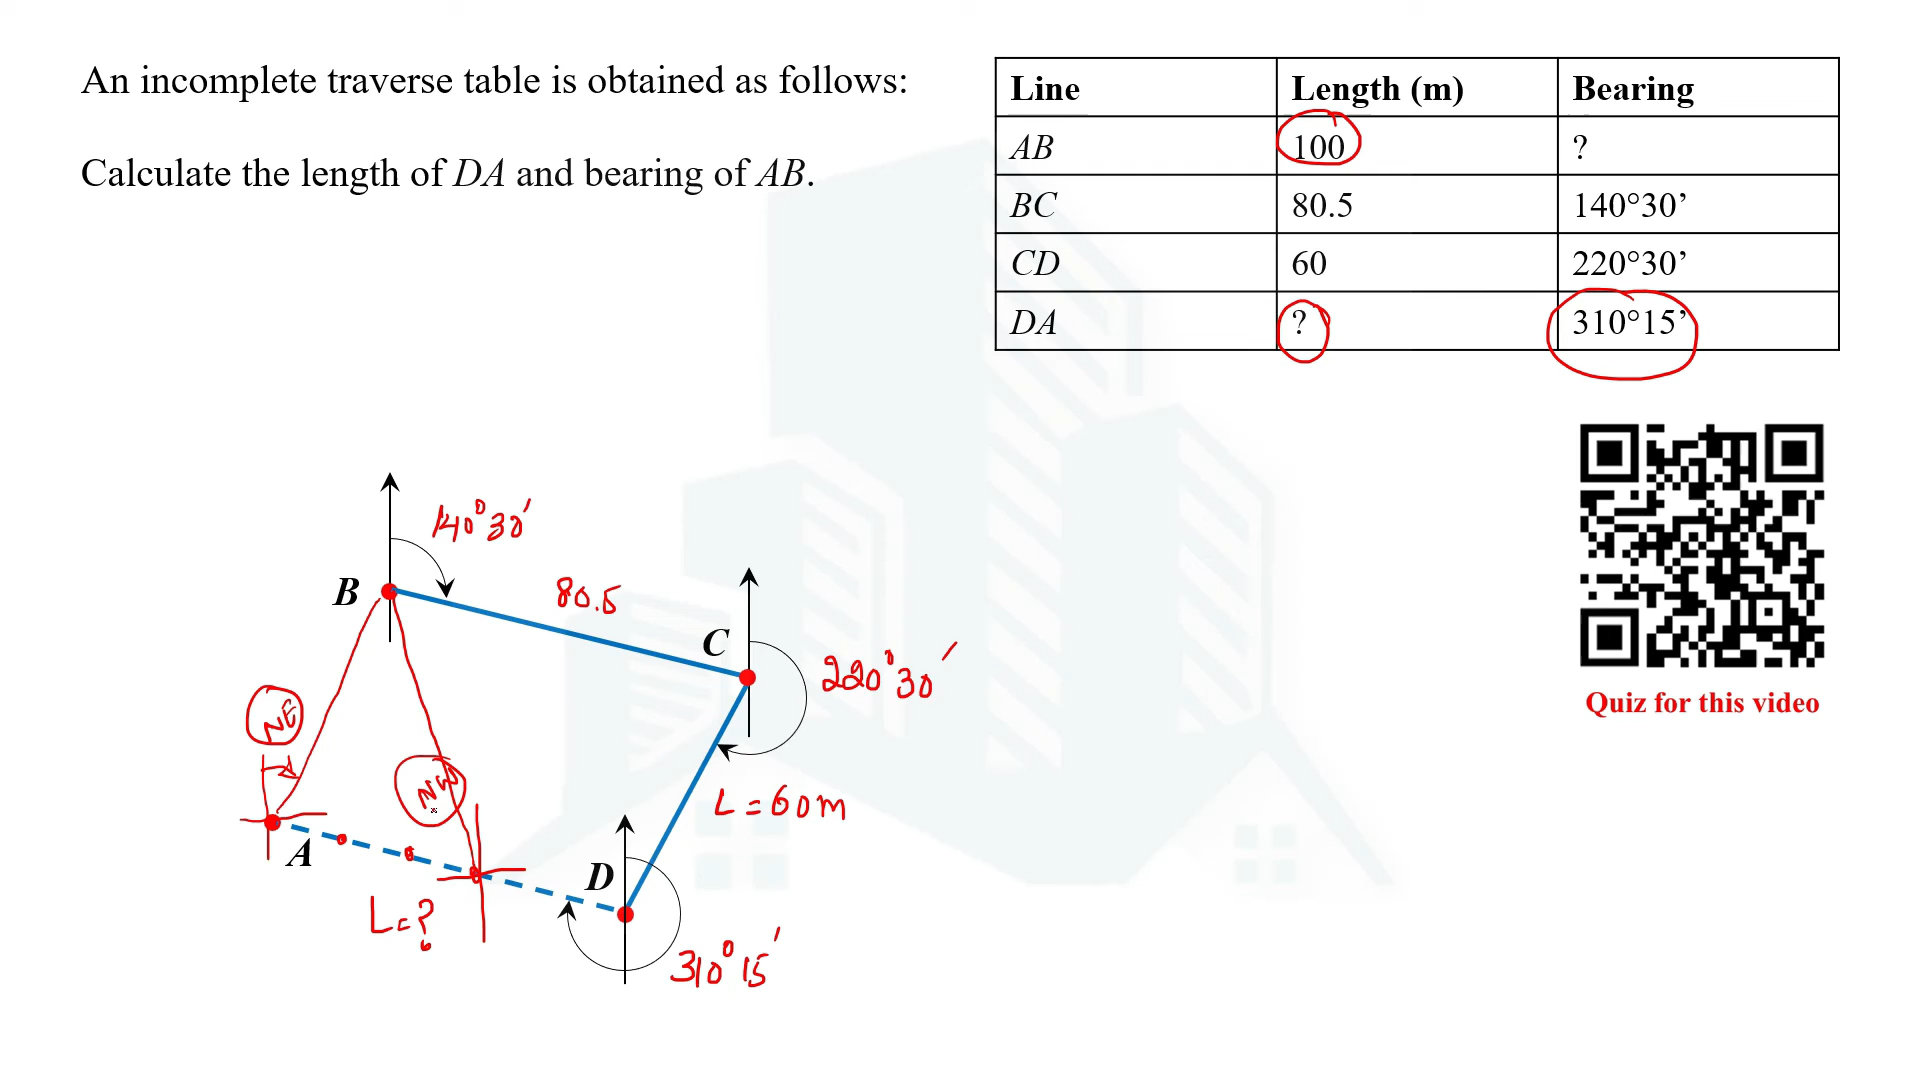 An incomplete traverse table is obtained as follows:
Calculate the length of DA and bearing of AB.
Line Length (m) Bearing
AB 100 ?
BC 80.5 140°30’
CD 60 220°30’
DA ? 310°15’
140°30'
B
80.5
C
220°30'
NE
NW
L = 60m
A
D
L=?
310°15'
Quiz for this video